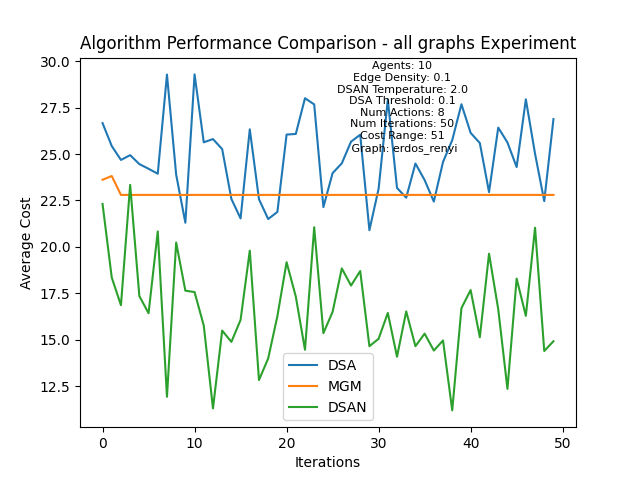 Algorithm Performance Comparison - all graphs Experiment
Agents: 10
Edge Density: 0.1
DSAN Temperature: 2.0
DSA Threshold: 0.1
Num Actions: 8
Num Iterations: 50
Cost Range: 51
Graph: erdos_renyi
30.0
27.5
25.0
22.5
20.0
17.5
15.0
12.5
Average Cost
DSA
MGM
DSAN
0 10 20 30 40 50
Iterations